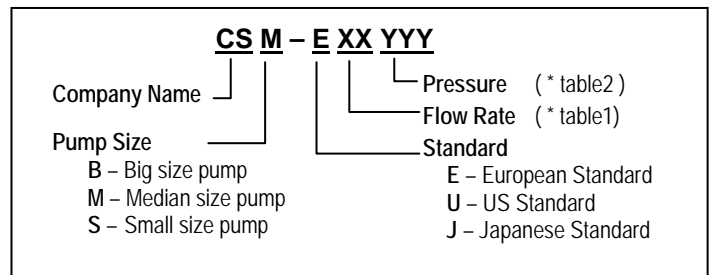 CS M – E XX YYY
Company Name
Pump Size
B – Big size pump
M – Median size pump
S – Small size pump
Pressure ( * table2 )
Flow Rate ( * table1)
Standard
E – European Standard
U – US Standard
J – Japanese Standard